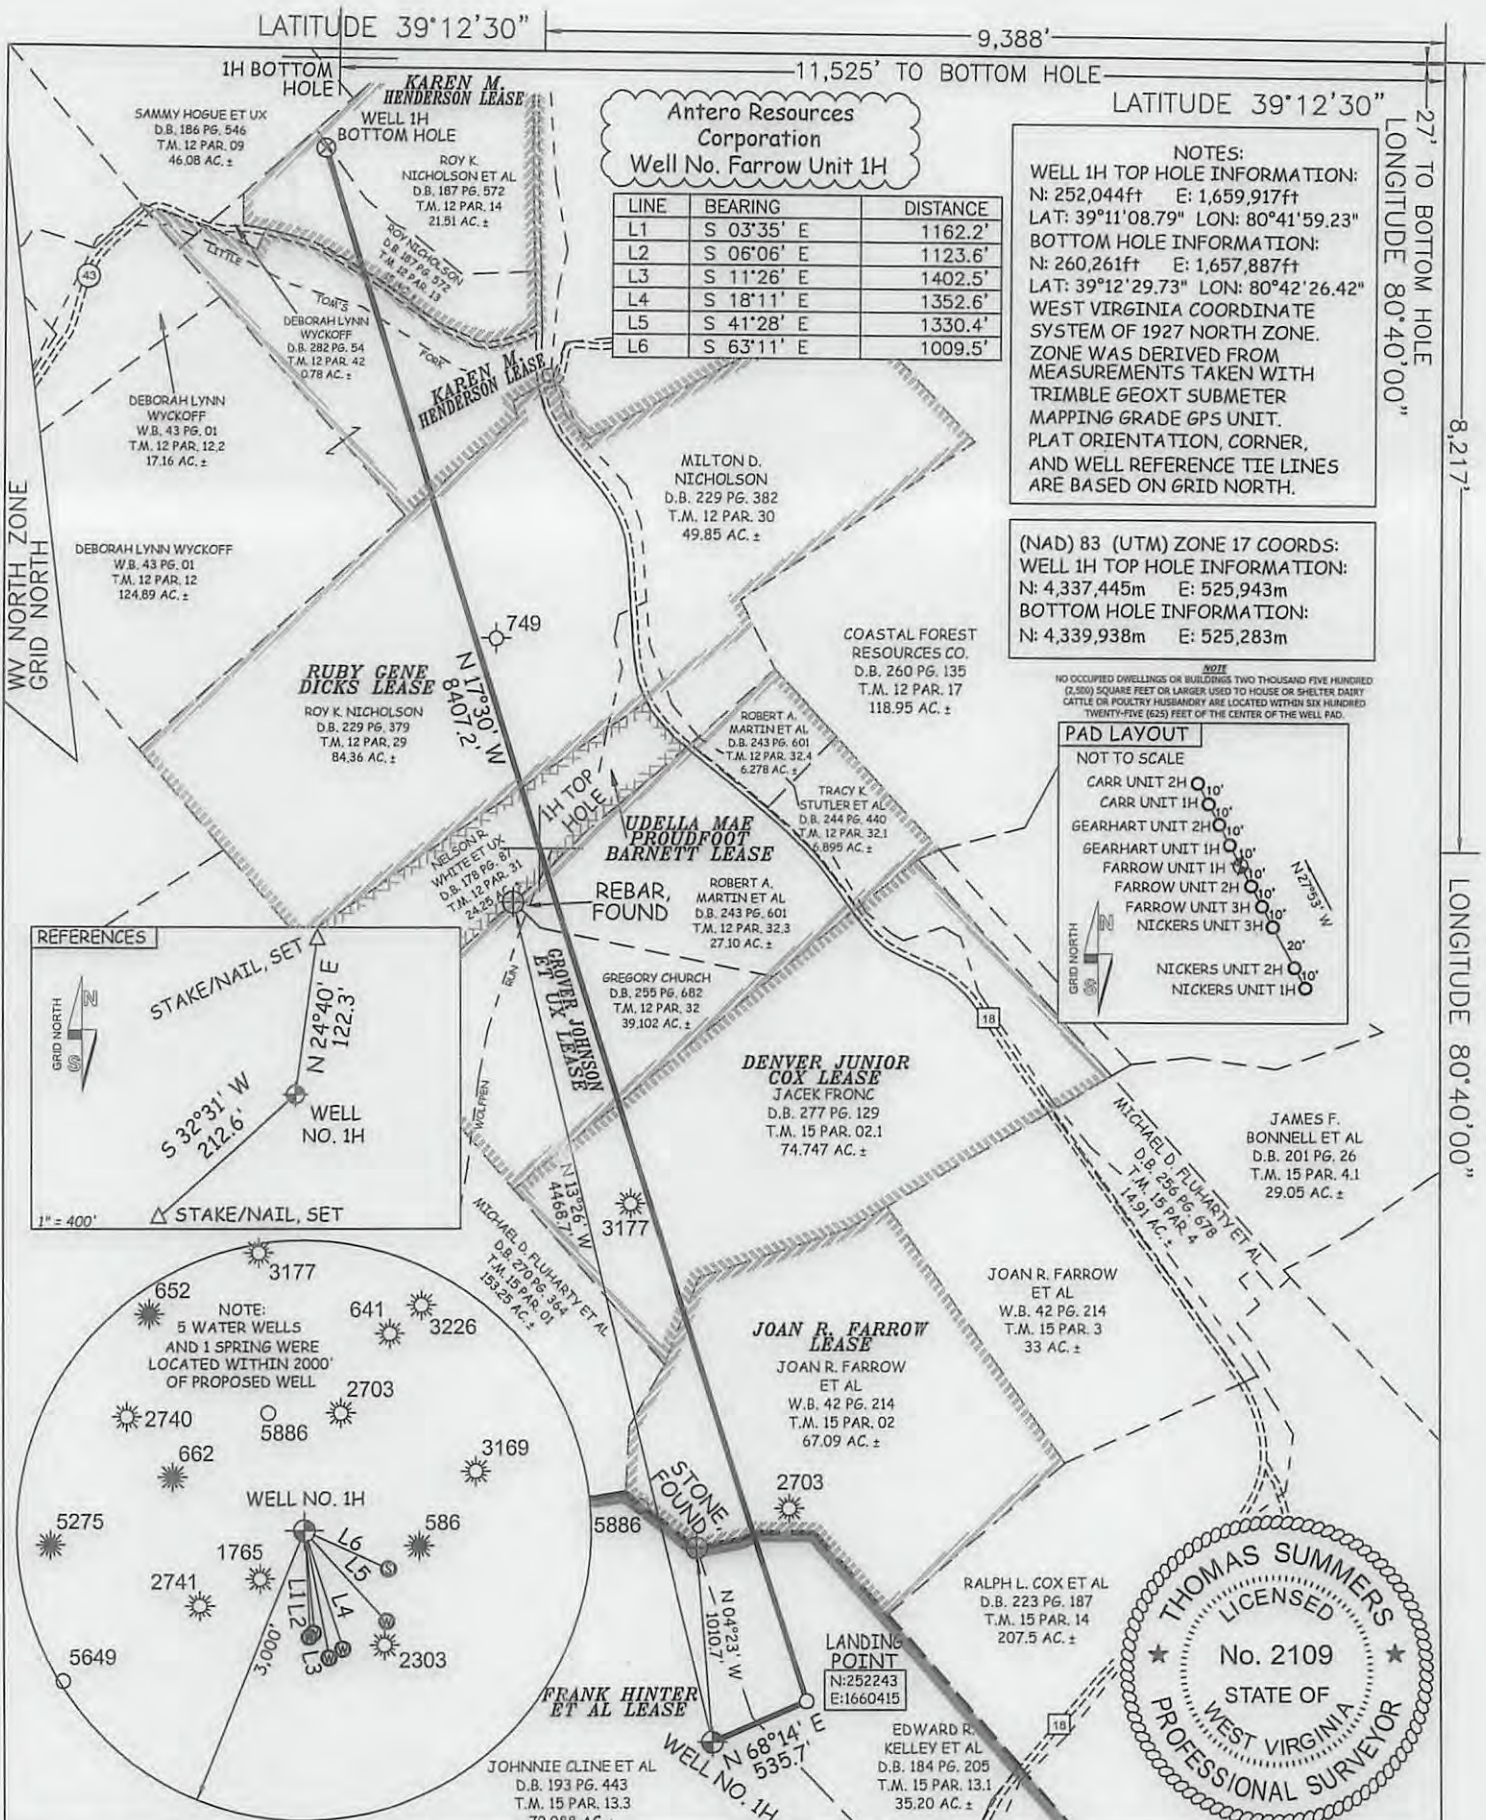 LATITUDE 39°12'30"
9,388'
11,525' TO BOTTOM HOLE
LATITUDE 39°12'30"
27' TO BOTTOM HOLE
LONGITUDE 80°40'00"
8,217'
LONGITUDE 80°40'00"
WV NORTH ZONE
GRID NORTH
1H BOTTOM
HOLE
KAREN M.
HENDERSON LEASE
WELL 1H
BOTTOM HOLE
SAMMY HOGUE ET UX
D.B. 186 PG. 546
T.M. 12 PAR. 09
46.08 AC. ±
ROY K.
NICHOLSON ET AL
D.B. 187 PG. 572
T.M. 12 PAR. 14
21.51 AC. ±
ROY NICHOLSON
D.B. 187 PG. 572
T.M. 12 PAR. 13
43
LITTLE
TOM'S
FORK
DEBORAH LYNN
WYCKOFF
D.B. 282 PG. 54
T.M. 12 PAR. 42
0.78 AC. ±
KAREN M.
HENDERSON LEASE
DEBORAH LYNN
WYCKOFF
W.B. 43 PG. 01
T.M. 12 PAR. 12.2
17.16 AC. ±
DEBORAH LYNN WYCKOFF
W.B. 43 PG. 01
T.M. 12 PAR. 12
124.89 AC. ±
Antero Resources
Corporation
Well No. Farrow Unit 1H
LINE BEARING DISTANCE
L1 S 03°35' E 1162.2'
L2 S 06°06' E 1123.6'
L3 S 11°26' E 1402.5'
L4 S 18°11' E 1352.6'
L5 S 41°28' E 1330.4'
L6 S 63°11' E 1009.5'
NOTES:
WELL 1H TOP HOLE INFORMATION:
N: 252,044ft E: 1,659,917ft
LAT: 39°11'08.79" LON: 80°41'59.23"
BOTTOM HOLE INFORMATION:
N: 260,261ft E: 1,657,887ft
LAT: 39°12'29.73" LON: 80°42'26.42"
WEST VIRGINIA COORDINATE
SYSTEM OF 1927 NORTH ZONE.
ZONE WAS DERIVED FROM
MEASUREMENTS TAKEN WITH
TRIMBLE GEOXT SUBMETER
MAPPING GRADE GPS UNIT.
PLAT ORIENTATION, CORNER,
AND WELL REFERENCE TIE LINES
ARE BASED ON GRID NORTH.
(NAD) 83 (UTM) ZONE 17 COORDS:
WELL 1H TOP HOLE INFORMATION:
N: 4,337,445m E: 525,943m
BOTTOM HOLE INFORMATION:
N: 4,339,938m E: 525,283m
NOTE
NO OCCUPIED DWELLINGS OR BUILDINGS TWO THOUSAND FIVE HUNDRED
(2,500) SQUARE FEET OR LARGER USED TO HOUSE OR SHELTER DAIRY
CATTLE OR POULTRY HUSBANDRY ARE LOCATED WITHIN SIX HUNDRED
TWENTY-FIVE (625) FEET OF THE CENTER OF THE WELL PAD.
PAD LAYOUT
NOT TO SCALE
CARR UNIT 2H
10'
CARR UNIT 1H
10'
GEARHART UNIT 2H
10'
GEARHART UNIT 1H
10'
FARROW UNIT 1H
10'
FARROW UNIT 2H
10'
FARROW UNIT 3H
10'
NICKERS UNIT 3H
20'
NICKERS UNIT 2H
10'
NICKERS UNIT 1H
N27°53' W
GRID NORTH
N
S
MILTON D.
NICHOLSON
D.B. 229 PG. 382
T.M. 12 PAR. 30
49.85 AC. ±
749
N 17°30' W
8407.2'
RUBY GENE
DICKS LEASE
ROY K. NICHOLSON
D.B. 229 PG. 379
T.M. 12 PAR. 29
84.36 AC. ±
COASTAL FOREST
RESOURCES CO.
D.B. 260 PG. 135
T.M. 12 PAR. 17
118.95 AC. ±
ROBERT A.
MARTIN ET AL
D.B. 243 PG. 601
T.M. 12 PAR. 32.4
6.278 AC. ±
TRACY K.
STUTLER ET AL
D.B. 244 PG. 440
T.M. 12 PAR. 32.1
6.895 AC. ±
1H TOP
HOLE
UDELLA MAE
PROUDFOOT
BARNETT LEASE
NELSON R.
WHITE ET UX
D.B. 178 PG. 87
T.M. 12 PAR. 31
24.25 AC. ±
REBAR,
FOUND
ROBERT A.
MARTIN ET AL
D.B. 243 PG. 601
T.M. 12 PAR. 32.3
27.10 AC. ±
GREGORY CHURCH
D.B. 255 PG. 682
T.M. 12 PAR. 32
39.102 AC. ±
GROVER JOHNSON
ET UX LEASE
RUN
WOLFPEN
18
REFERENCES
GRID NORTH
N
S
STAKE/NAIL, SET
N 24°40' E
122.3'
S 32°31' W
212.6'
WELL
NO. 1H
STAKE/NAIL, SET
1" = 400'
DENVER JUNIOR
COX LEASE
JACEK FRONC
D.B. 277 PG. 129
T.M. 15 PAR. 02.1
74.747 AC. ±
MICHAEL D. FLUHARTY ET AL
D.B. 256 PG. 678
T.M. 15 PAR. 4
14.91 AC. ±
JAMES F.
BONNELL ET AL
D.B. 201 PG. 26
T.M. 15 PAR. 4.1
29.05 AC. ±
N 13°26' W
4468.7'
3177
MICHAEL D. FLUHARTY ET AL
D.B. 270 PG. 364
T.M. 15 PAR. 01
153.25 AC. ±
JOAN R. FARROW
ET AL
W.B. 42 PG. 214
T.M. 15 PAR. 3
33 AC. ±
JOAN R. FARROW
LEASE
JOAN R. FARROW
ET AL
W.B. 42 PG. 214
T.M. 15 PAR. 02
67.09 AC. ±
3177
652
NOTE:
5 WATER WELLS
AND 1 SPRING WERE
LOCATED WITHIN 2000'
OF PROPOSED WELL
641
3226
2740
5886
2703
662
3169
WELL NO. 1H
5275
586
1765
2741
L6
L5
L4
L1
L2
L3
S
W
W
W
2303
5649
3,000'
STONE,
FOUND
2703
5886
N 04°23' W
1010.7'
LANDING
POINT
N:252243
E:1660415
FRANK HINTER
ET AL LEASE
WELL NO. 1H
N 68°14' E
535.7'
JOHNNIE CLINE ET AL
D.B. 193 PG. 443
T.M. 15 PAR. 13.3
EDWARD R.
KELLEY ET AL
D.B. 184 PG. 205
T.M. 15 PAR. 13.1
35.20 AC. ±
RALPH L. COX ET AL
D.B. 223 PG. 187
T.M. 15 PAR. 14
207.5 AC. ±
18
THOMAS SUMMERS
LICENSED
No. 2109
STATE OF
WEST VIRGINIA
PROFESSIONAL SURVEYOR